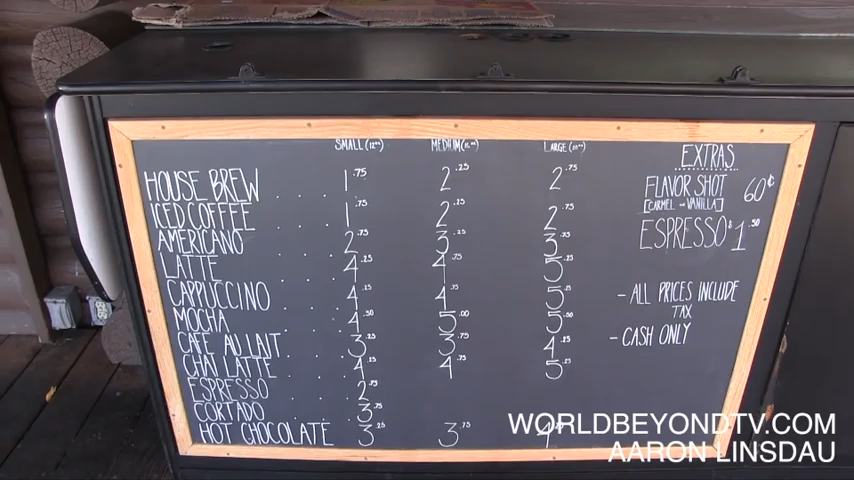 SMALL (12oz) MEDIUM (16oz) LARGE (20oz)
HOUSE BREW . . . . 1.75 2.25 2.75
ICED COFFEE . . . 1.75 2.25 2.75
AMERICANO . . . 2.75 3.25 3.75
LATTE . . . 4.25 4.75 5.25
CAPPUCCINO . . . 4.25 4.75 5.25
MOCHA . . . 4.50 5.00 5.50
CAFE AU LAIT . . . 3.25 3.75 4.25
CHAI LATTE . . . 4.25 4.75 5.25
ESPRESSO . . . 2.75
CORTADO . . . 3.75
HOT CHOCOLATE 3.25 3.75
EXTRAS
FLAVOR SHOT 60¢
[CARMEL or VANILLA]
ESPRESSO $1.50
- ALL PRICES INCLUDE
TAX
- CASH ONLY
WORLDBEYONDTV.COM
AARON LINSDAU